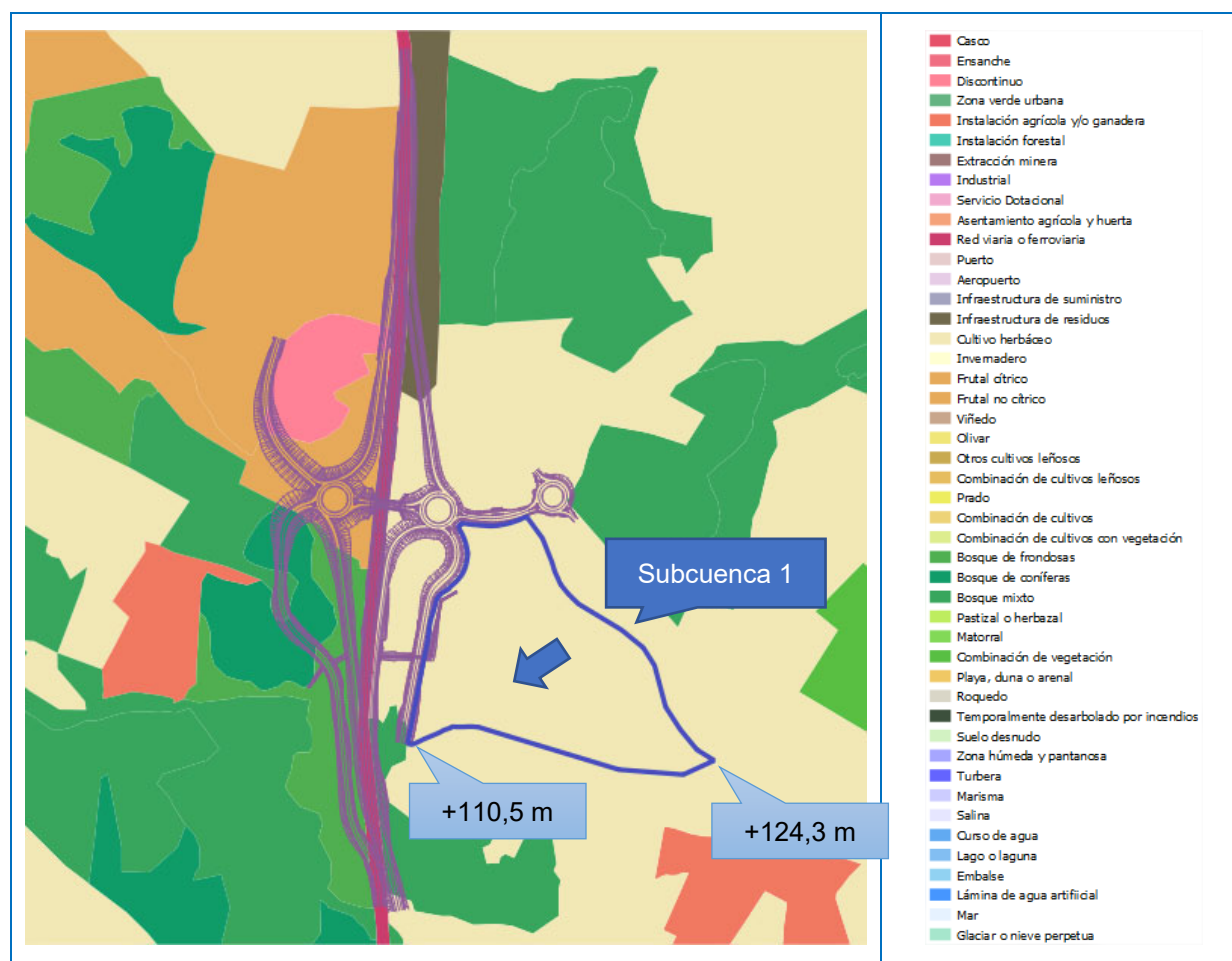 Subcuenca 1
+110,5 m
+124,3 m
Casco
Ensanche
Discontinuo
Zona verde urbana
Instalación agrícola y/o ganadera
Instalación forestal
Extracción minera
Industrial
Servicio Dotacional
Asentamiento agrícola y huerta
Red viaria o ferroviaria
Puerto
Aeropuerto
Infraestructura de suministro
Infraestructura de residuos
Cultivo herbáceo
Invernadero
Frutal cítrico
Frutal no cítrico
Viñedo
Olivar
Otros cultivos leñosos
Combinación de cultivos leñosos
Prado
Combinación de cultivos
Combinación de cultivos con vegetación
Bosque de frondosas
Bosque de coníferas
Bosque mixto
Pastizal o herbazal
Matorral
Combinación de vegetación
Playa, duna o arenal
Roquedo
Temporalmente desarbolado por incendios
Suelo desnudo
Zona húmeda y pantanosa
Turbera
Marisma
Salina
Curso de agua
Lago o laguna
Embalse
Lámina de agua artificial
Mar
Glaciar o nieve perpetua